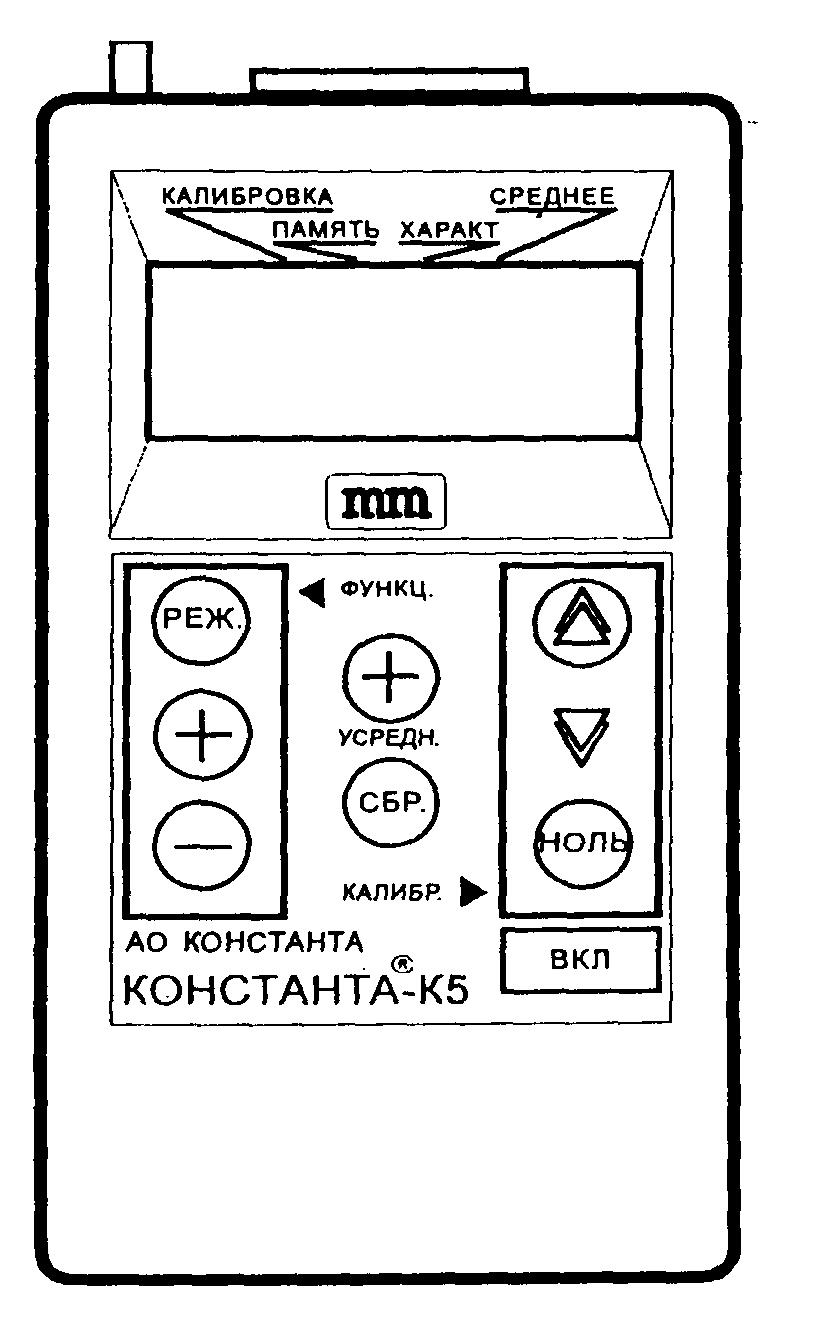 КАЛИБРОВКА
СРЕДНЕЕ
ПАМЯТЬ
ХАРАКТ
mm
РЕЖ.
ФУНКЦ.
+
+
УСРЕДН.
СБР.
−
НОЛЬ
КАЛИБР.
АО КОНСТАНТА
КОНСТАНТА®-К5
ВКЛ